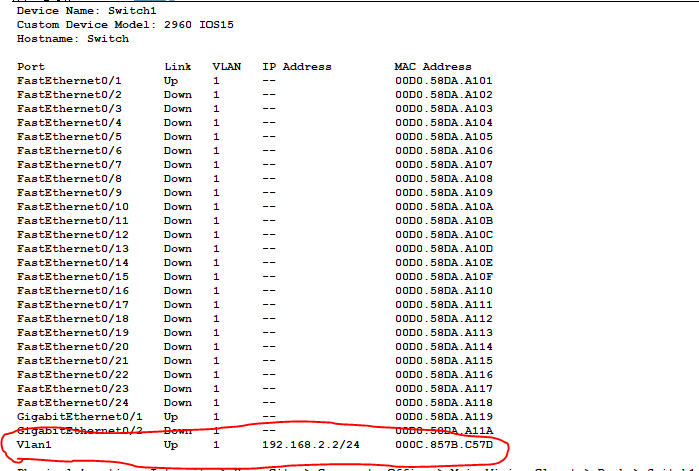 Device Name: Switch1
Custom Device Model: 2960 IOS15
Hostname: Switch
Port Link VLAN IP Address MAC Address
FastEthernet0/1 Up 1 -- 00D0.58DA.A101
FastEthernet0/2 Down 1 -- 00D0.58DA.A102
FastEthernet0/3 Down 1 -- 00D0.58DA.A103
FastEthernet0/4 Down 1 -- 00D0.58DA.A104
FastEthernet0/5 Down 1 -- 00D0.58DA.A105
FastEthernet0/6 Down 1 -- 00D0.58DA.A106
FastEthernet0/7 Down 1 -- 00D0.58DA.A107
FastEthernet0/8 Down 1 -- 00D0.58DA.A108
FastEthernet0/9 Down 1 -- 00D0.58DA.A109
FastEthernet0/10 Down 1 -- 00D0.58DA.A10A
FastEthernet0/11 Down 1 -- 00D0.58DA.A10B
FastEthernet0/12 Down 1 -- 00D0.58DA.A10C
FastEthernet0/13 Down 1 -- 00D0.58DA.A10D
FastEthernet0/14 Down 1 -- 00D0.58DA.A10E
FastEthernet0/15 Down 1 -- 00D0.58DA.A10F
FastEthernet0/16 Down 1 -- 00D0.58DA.A110
FastEthernet0/17 Down 1 -- 00D0.58DA.A111
FastEthernet0/18 Down 1 -- 00D0.58DA.A112
FastEthernet0/19 Down 1 -- 00D0.58DA.A113
FastEthernet0/20 Down 1 -- 00D0.58DA.A114
FastEthernet0/21 Down 1 -- 00D0.58DA.A115
FastEthernet0/22 Down 1 -- 00D0.58DA.A116
FastEthernet0/23 Down 1 -- 00D0.58DA.A117
FastEthernet0/24 Down 1 -- 00D0.58DA.A118
GigabitEthernet0/1 Up 1 -- 00D0.58DA.A119
GigabitEthernet0/2 Down 1 -- 00D0.58DA.A11A
Vlan1 Up 1 192.168.2.2/24 000C.857B.C57D